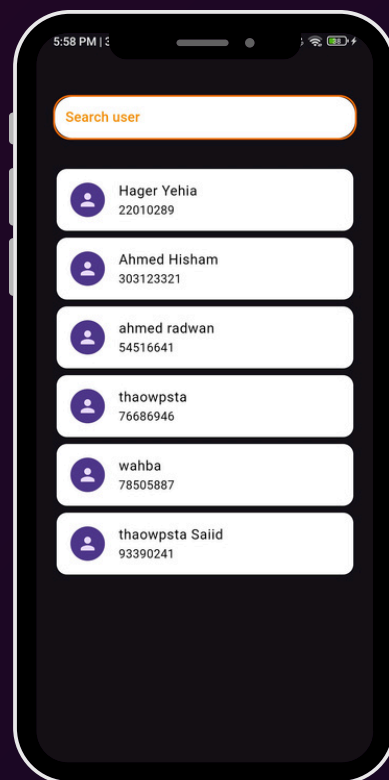 5:58 PM | 3
Search user
Hager Yehia
22010289
Ahmed Hisham
303123321
ahmed radwan
54516641
thaowpsta
76686946
wahba
78505887
thaowpsta Saiid
93390241